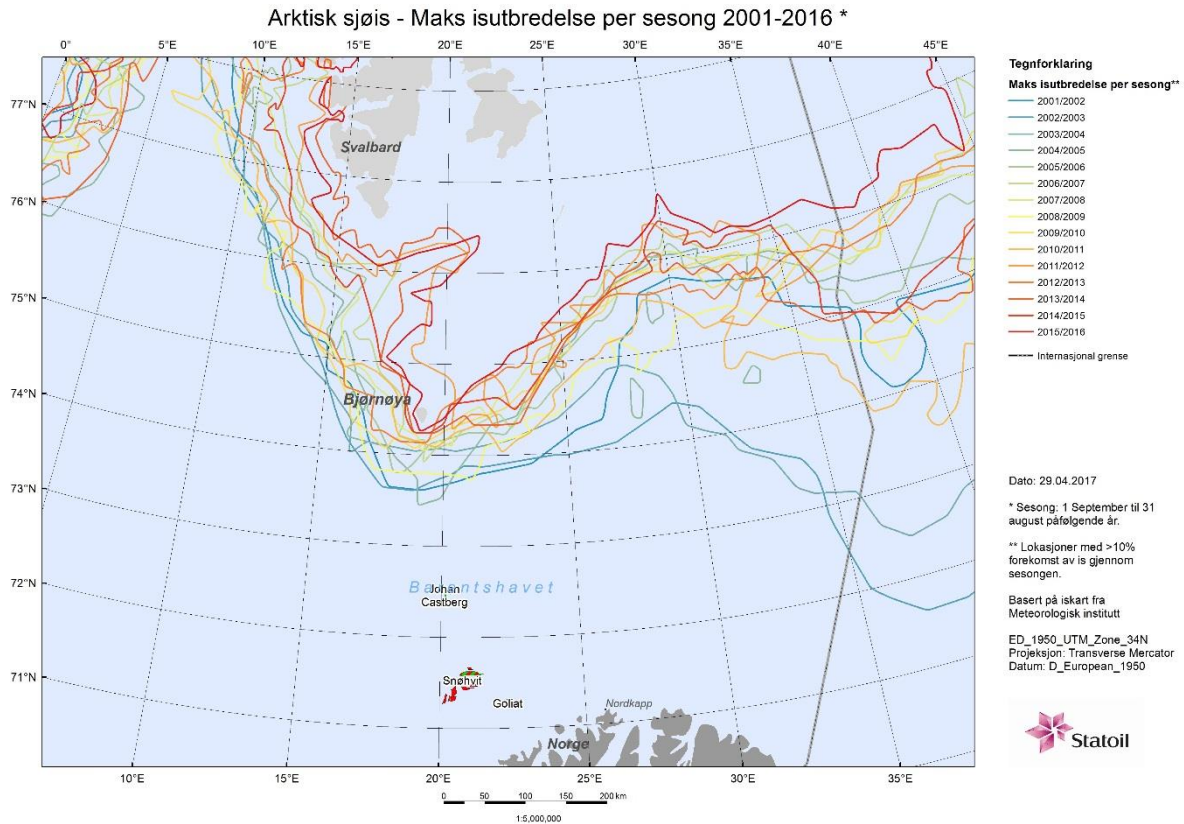 Arktisk sjøis - Maks isutbredelse per sesong 2001-2016 *
0° 5°E 10°E 15°E 20°E 25°E 30°E 35°E 40°E 45°E
77°N
76°N
75°N
74°N
73°N
72°N
71°N
Svalbard
Bjørnøya
Barentshavet
Johan
Castberg
Snøhvit
Goliat
Nordkapp
Norge
10°E 15°E 20°E 25°E 30°E 35°E
0 50 100 150 200 km
1:5,000,000
Tegnforklaring
Maks isutbredelse per sesong**
2001/2002
2002/2003
2003/2004
2004/2005
2005/2006
2006/2007
2007/2008
2008/2009
2009/2010
2010/2011
2011/2012
2012/2013
2013/2014
2014/2015
2015/2016
Internasjonal grense
Dato: 29.04.2017
* Sesong: 1 September til 31
august påfølgende år.
** Lokasjoner med >10%
forekomst av is gjennom
sesongen.
Basert på iskart fra
Meteorologisk institutt
ED_1950_UTM_Zone_34N
Projeksjon: Transverse Mercator
Datum: D_European_1950
Statoil